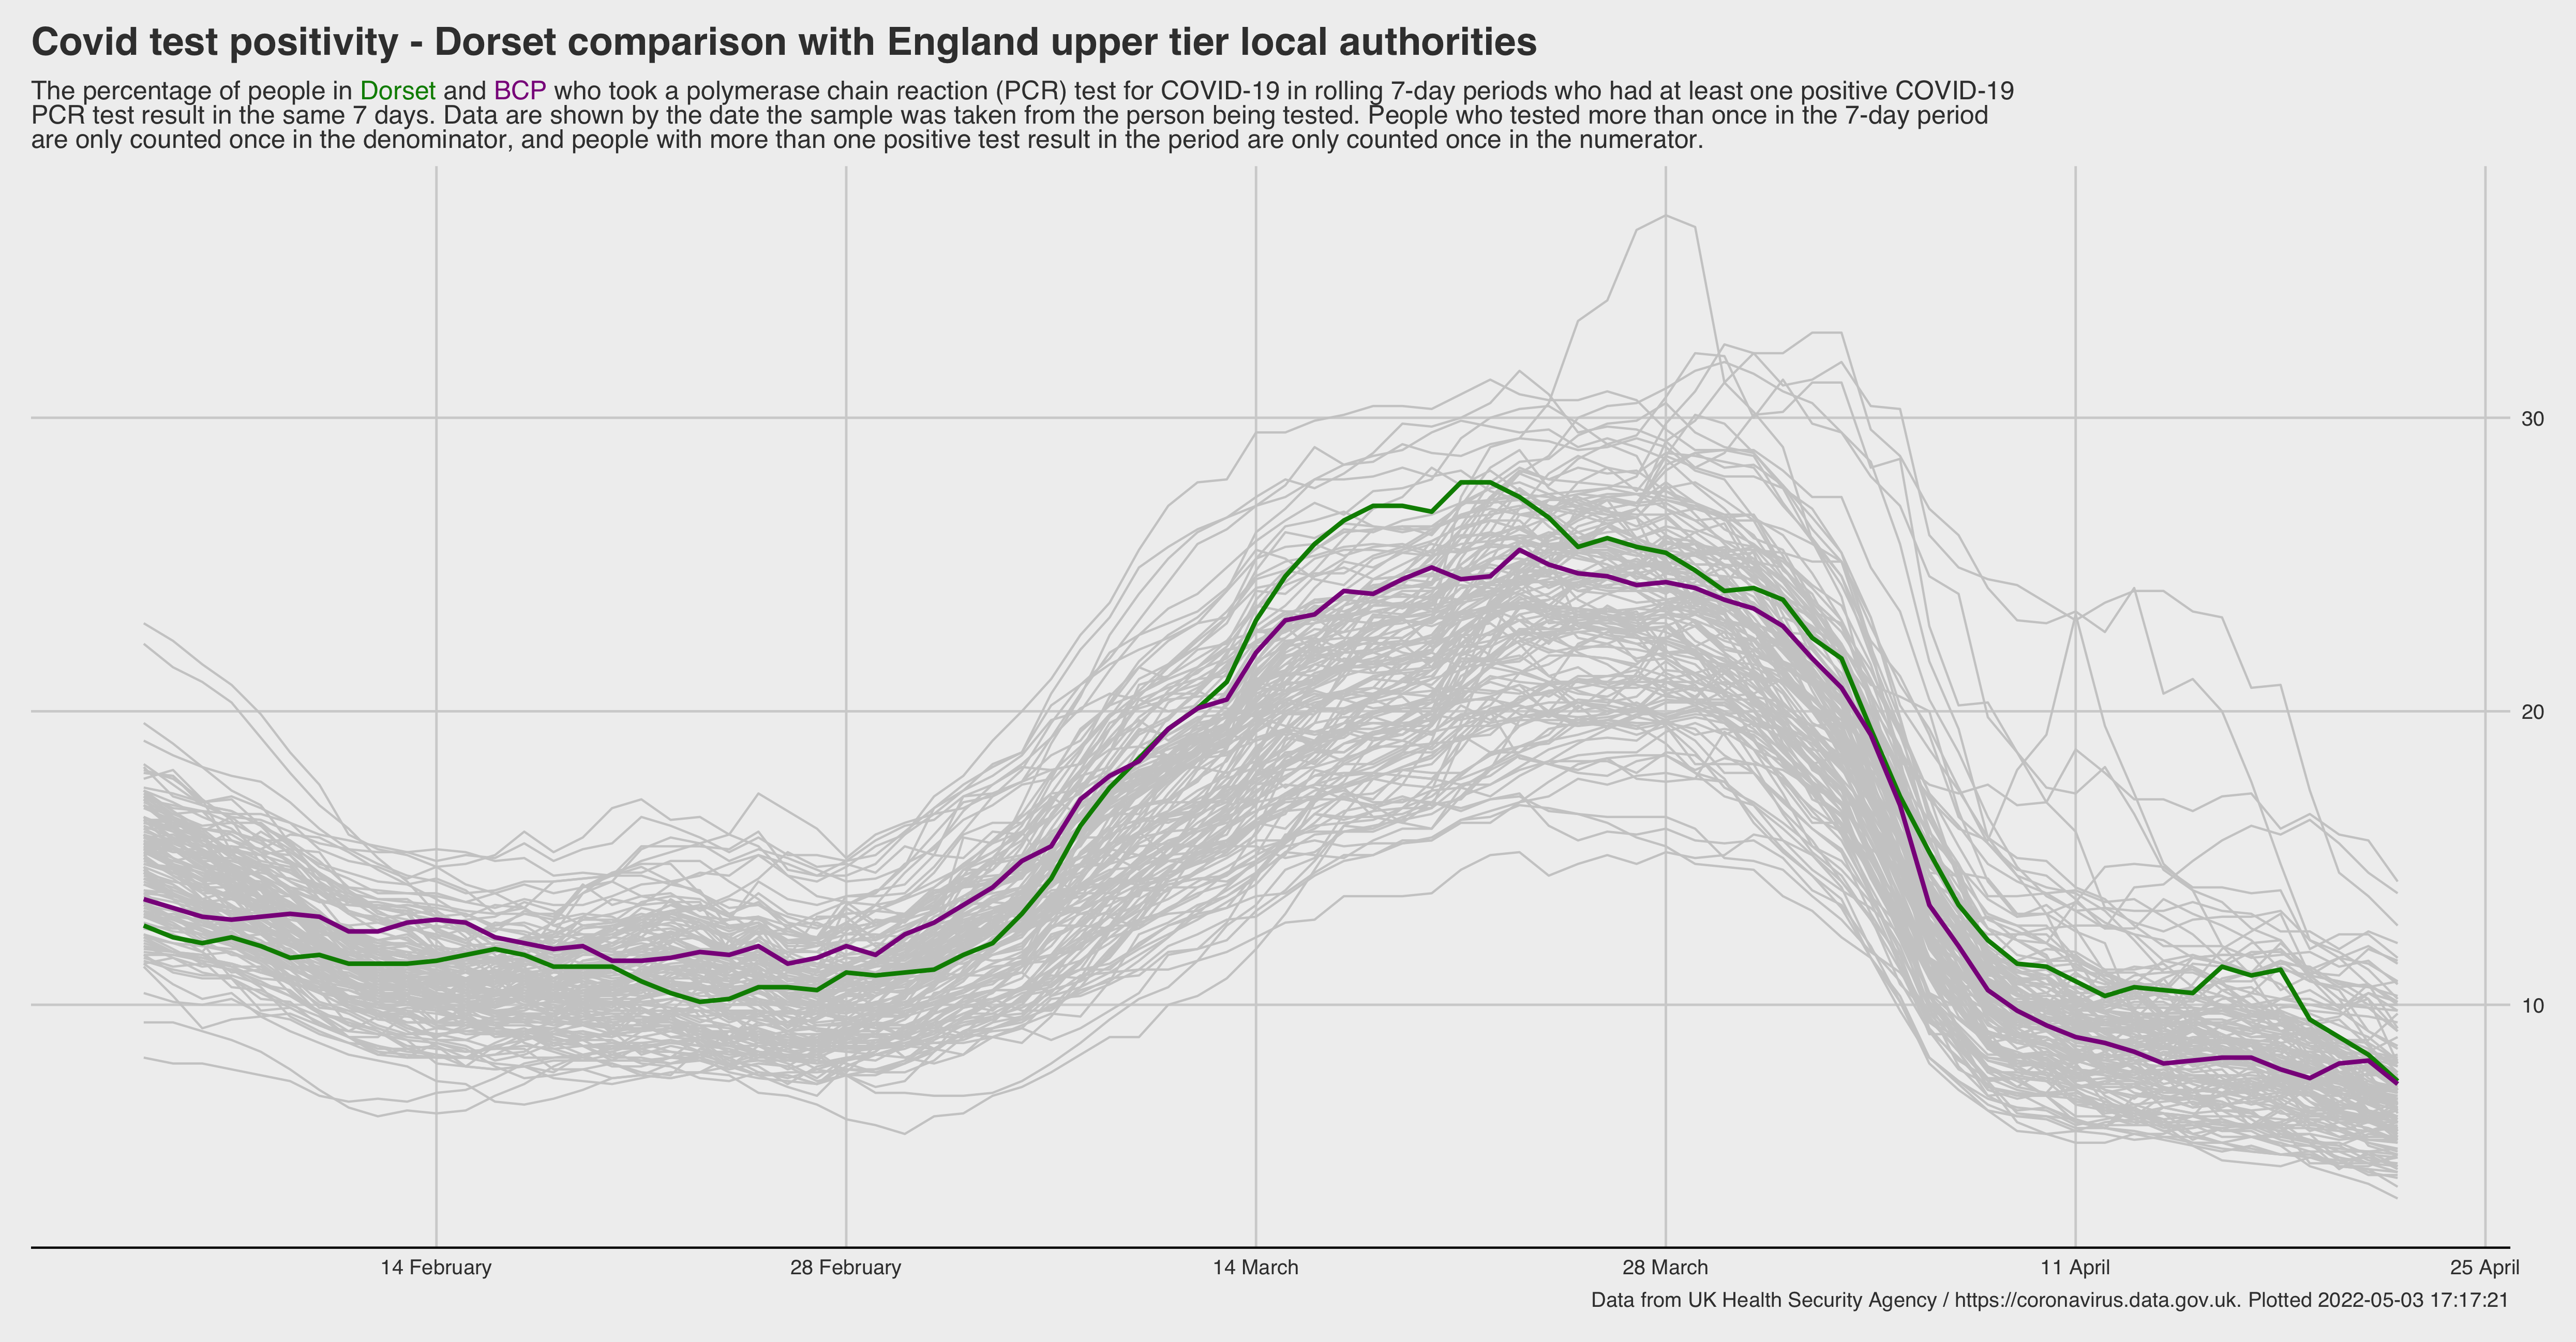 Covid test positivity - Dorset comparison with England upper tier local authorities
The percentage of people in Dorset and BCP who took a polymerase chain reaction (PCR) test for COVID-19 in rolling 7-day periods who had at least one positive COVID-19
PCR test result in the same 7 days. Data are shown by the date the sample was taken from the person being tested. People who tested more than once in the 7-day period
are only counted once in the denominator, and people with more than one positive test result in the period are only counted once in the numerator.
30
20
10
14 February
28 February
14 March
28 March
11 April
25 April
Data from UK Health Security Agency / https://coronavirus.data.gov.uk. Plotted 2022-05-03 17:17:21